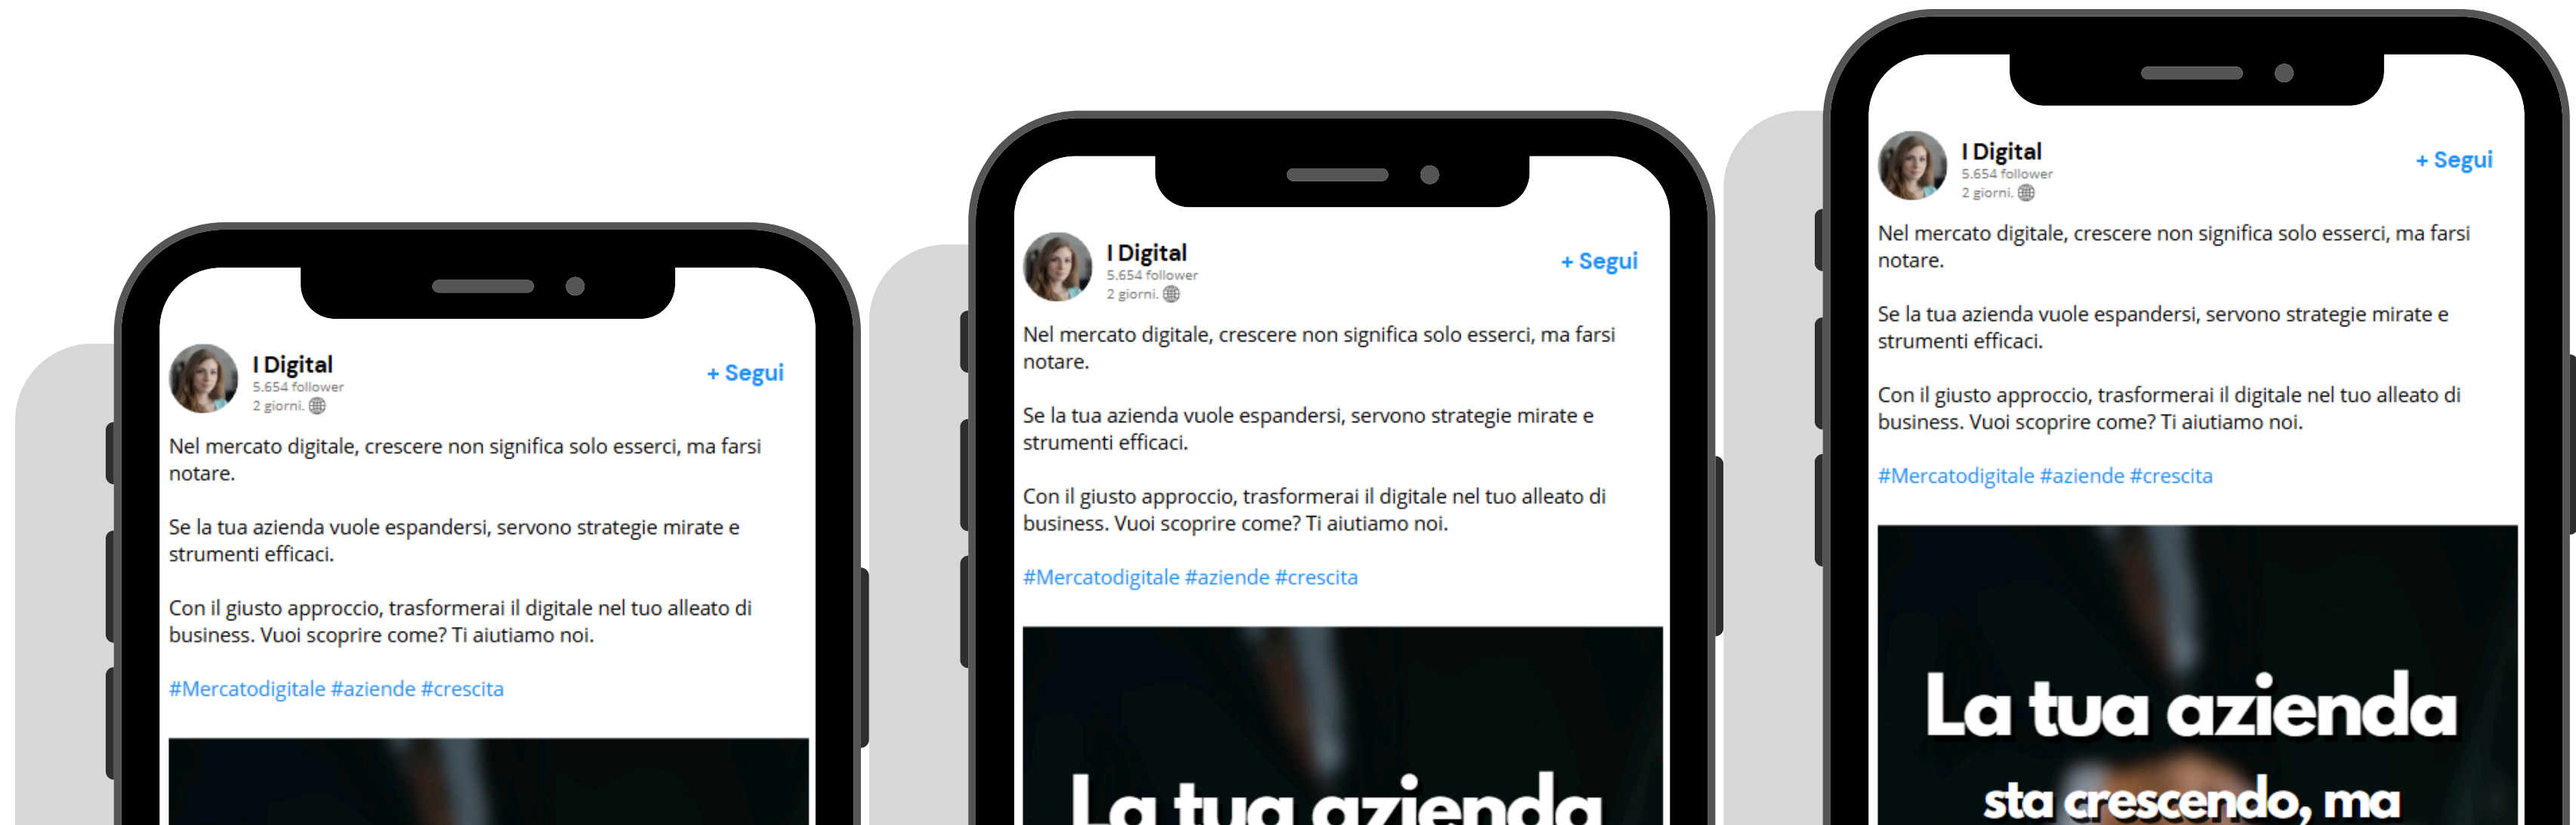 I Digital
+ Segui
5.654 follower
2 giorni.
Nel mercato digitale, crescere non significa solo esserci, ma farsi
notare.
Se la tua azienda vuole espandersi, servono strategie mirate e
strumenti efficaci.
Con il giusto approccio, trasformerai il digitale nel tuo alleato di
business. Vuoi scoprire come? Ti aiutiamo noi.
#Mercatodigitale #aziende #crescita
I Digital
+ Segui
5.654 follower
2 giorni.
Nel mercato digitale, crescere non significa solo esserci, ma farsi
notare.
Se la tua azienda vuole espandersi, servono strategie mirate e
strumenti efficaci.
Con il giusto approccio, trasformerai il digitale nel tuo alleato di
business. Vuoi scoprire come? Ti aiutiamo noi.
#Mercatodigitale #aziende #crescita
La tua azienda
I Digital
+ Segui
5.654 follower
2 giorni.
Nel mercato digitale, crescere non significa solo esserci, ma farsi
notare.
Se la tua azienda vuole espandersi, servono strategie mirate e
strumenti efficaci.
Con il giusto approccio, trasformerai il digitale nel tuo alleato di
business. Vuoi scoprire come? Ti aiutiamo noi.
#Mercatodigitale #aziende #crescita
La tua azienda
sta crescendo, ma